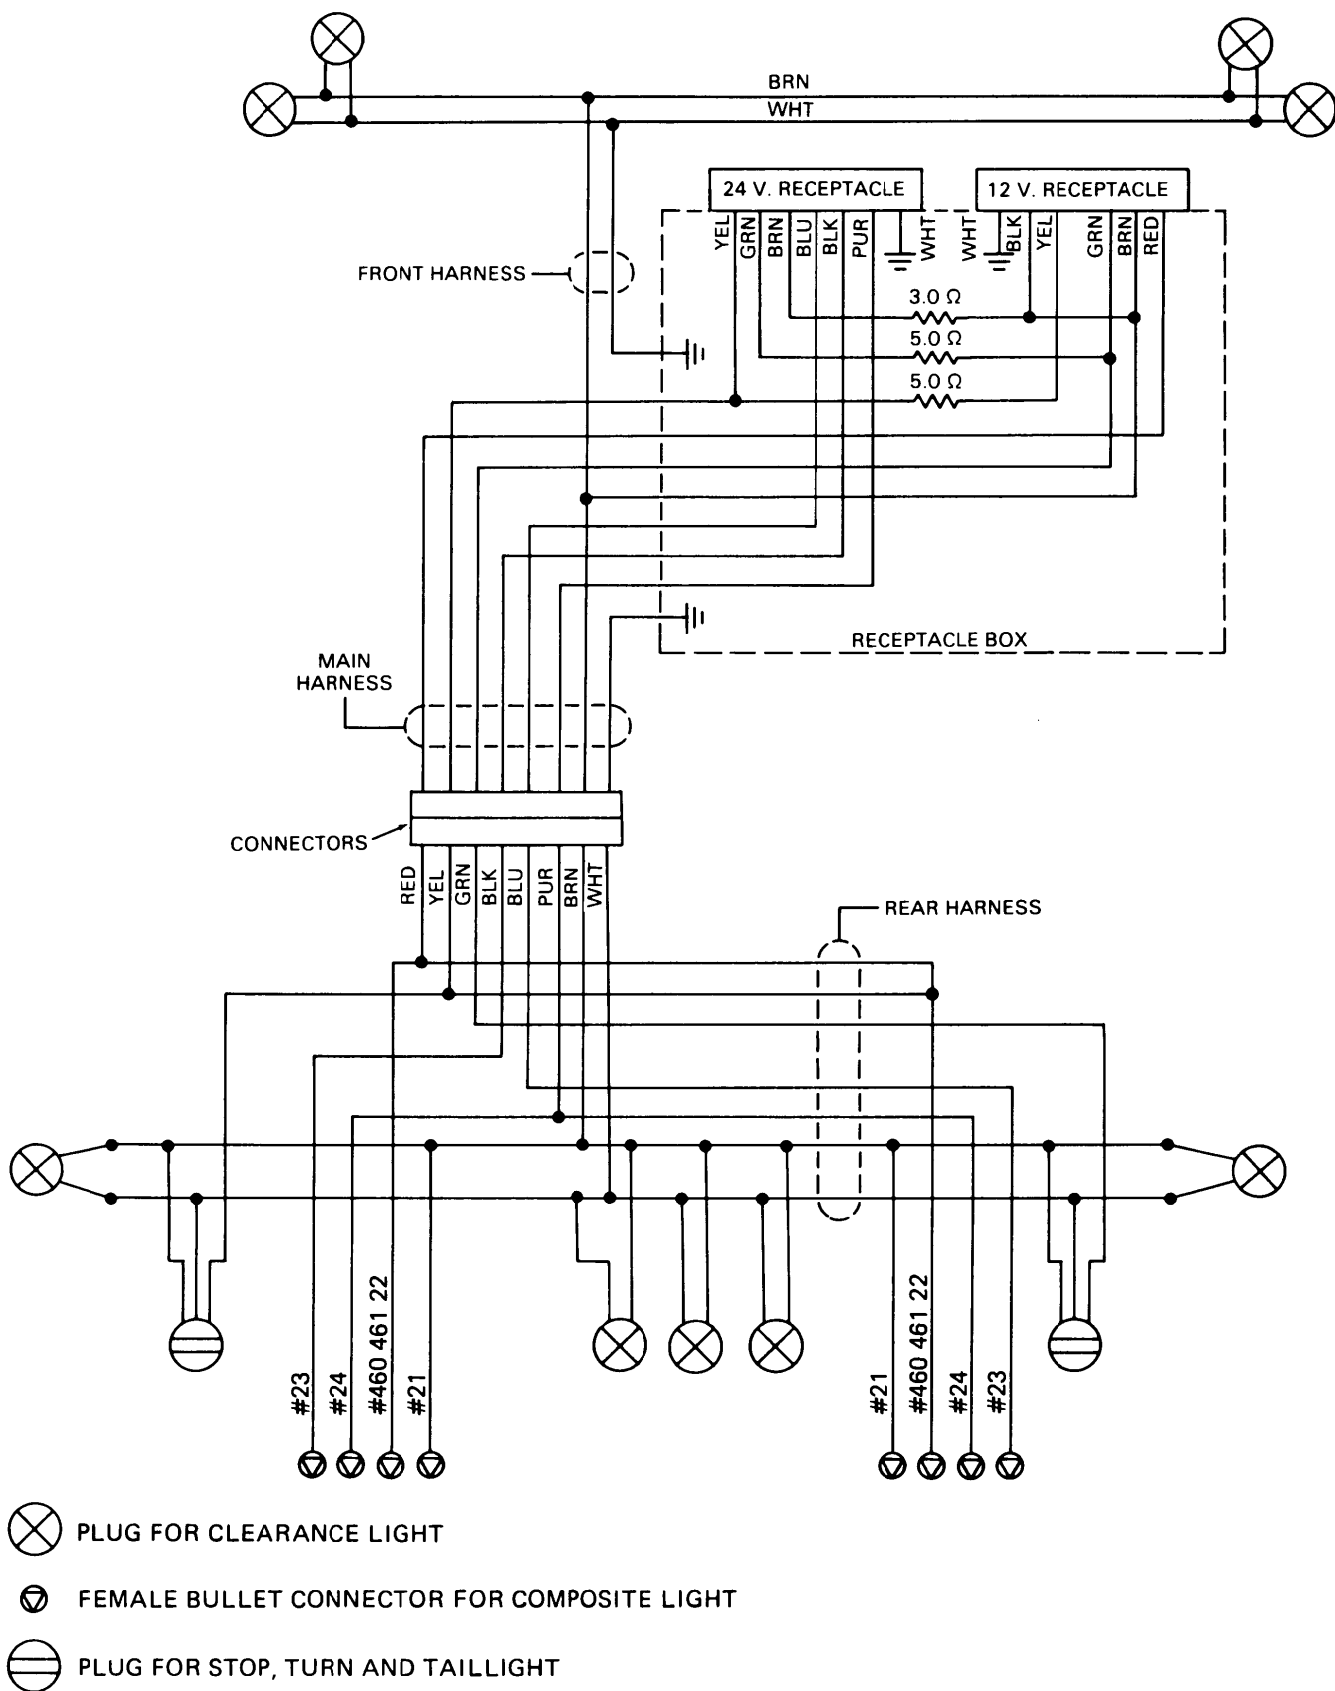 BRN
WHT
24 V. RECEPTACLE
12 V. RECEPTACLE
YEL
GRN
BRN
BLU
BLK
PUR
WHT
WHT
BLK
YEL
GRN
BRN
RED
FRONT HARNESS
3.0 Ω
5.0 Ω
5.0 Ω
RECEPTACLE BOX
MAIN
HARNESS
CONNECTORS
RED
YEL
GRN
BLK
BLU
PUR
BRN
WHT
REAR HARNESS
#23
#24
#460 461 22
#21
#21
#460 461 22
#24
#23
PLUG FOR CLEARANCE LIGHT
FEMALE BULLET CONNECTOR FOR COMPOSITE LIGHT
PLUG FOR STOP, TURN AND TAILLIGHT